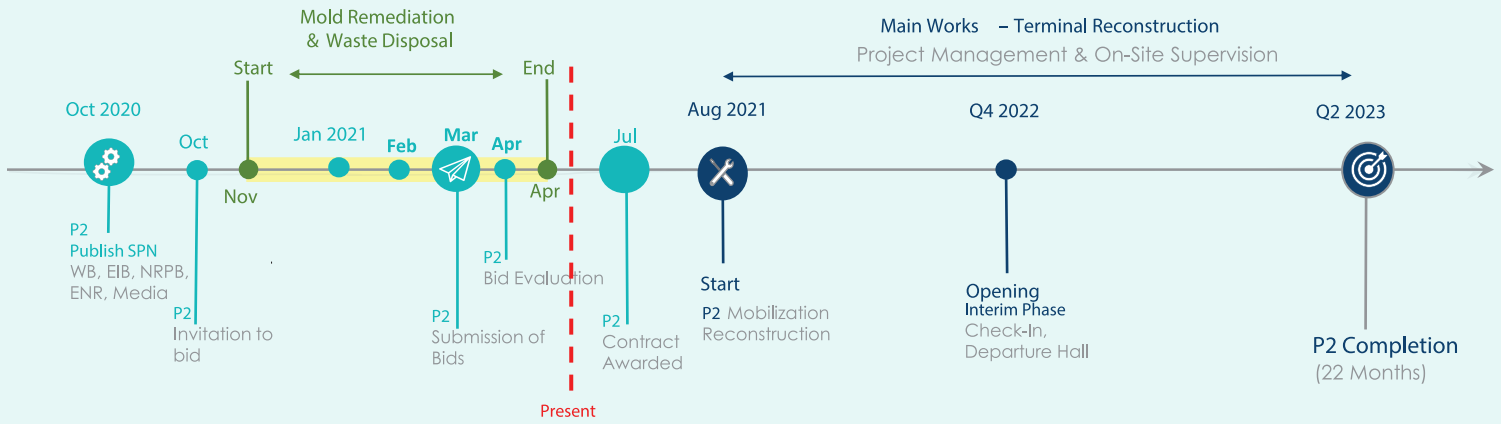 Mold Remediation
& Waste Disposal
Main Works – Terminal Reconstruction
Project Management & On-Site Supervision
Start
End
Oct 2020
Oct
Jan 2021
Feb
Mar
Apr
Jul
Aug 2021
Q4 2022
Q2 2023
Nov
Apr
P2
Publish SPN
WB, EIB, NRPB,
ENR, Media
P2
Invitation to
bid
P2
Submission of
Bids
P2
Bid Evaluation
Present
P2
Contract
Awarded
Start
P2 Mobilization
Reconstruction
Opening
Interim Phase
Check-In,
Departure Hall
P2 Completion
(22 Months)